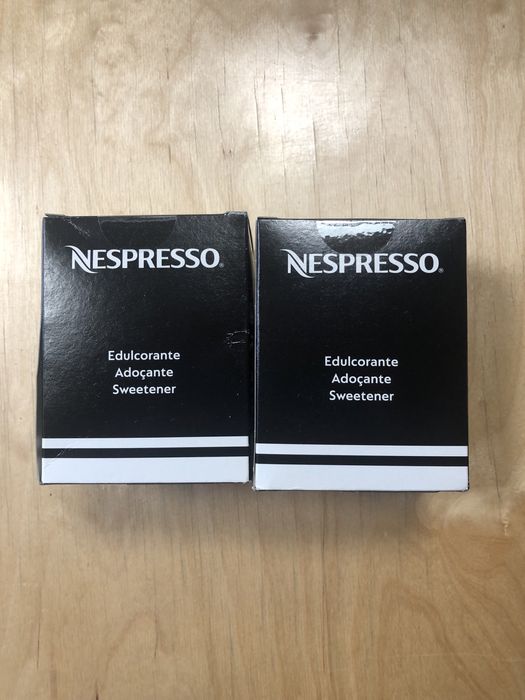 NESPRESSO®
Edulcorante
Adoçante
Sweetener
NESPRESSO®
Edulcorante
Adoçante
Sweetener